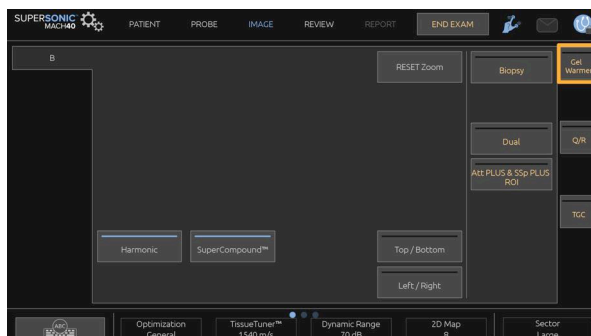 SUPERSONIC
MACH40
PATIENT
PROBE
IMAGE
REVIEW
REPORT
END EXAM
B
RESET Zoom
Biopsy
Gel
Warmer
Dual
Q/R
Att PLUS & SSp PLUS
ROI
TGC
Harmonic
SuperCompound™
Top / Bottom
Left / Right
ABC
Optimization
General
TissueTuner™
1540 m/s
Dynamic Range
70 dB
2D Map
8
Sector
Large